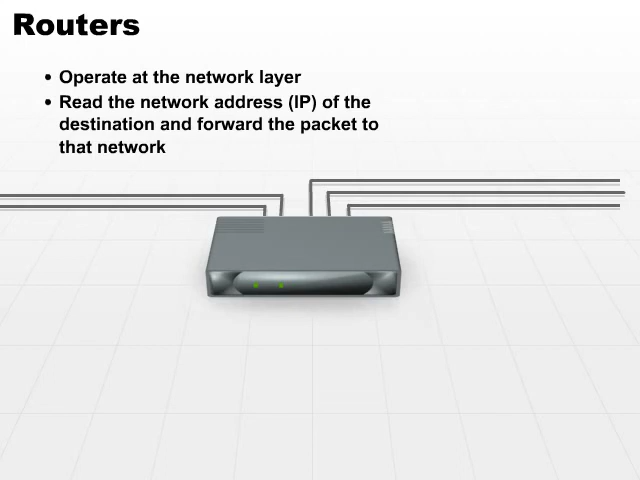 Routers
• Operate at the network layer
• Read the network address (IP) of the
destination and forward the packet to
that network